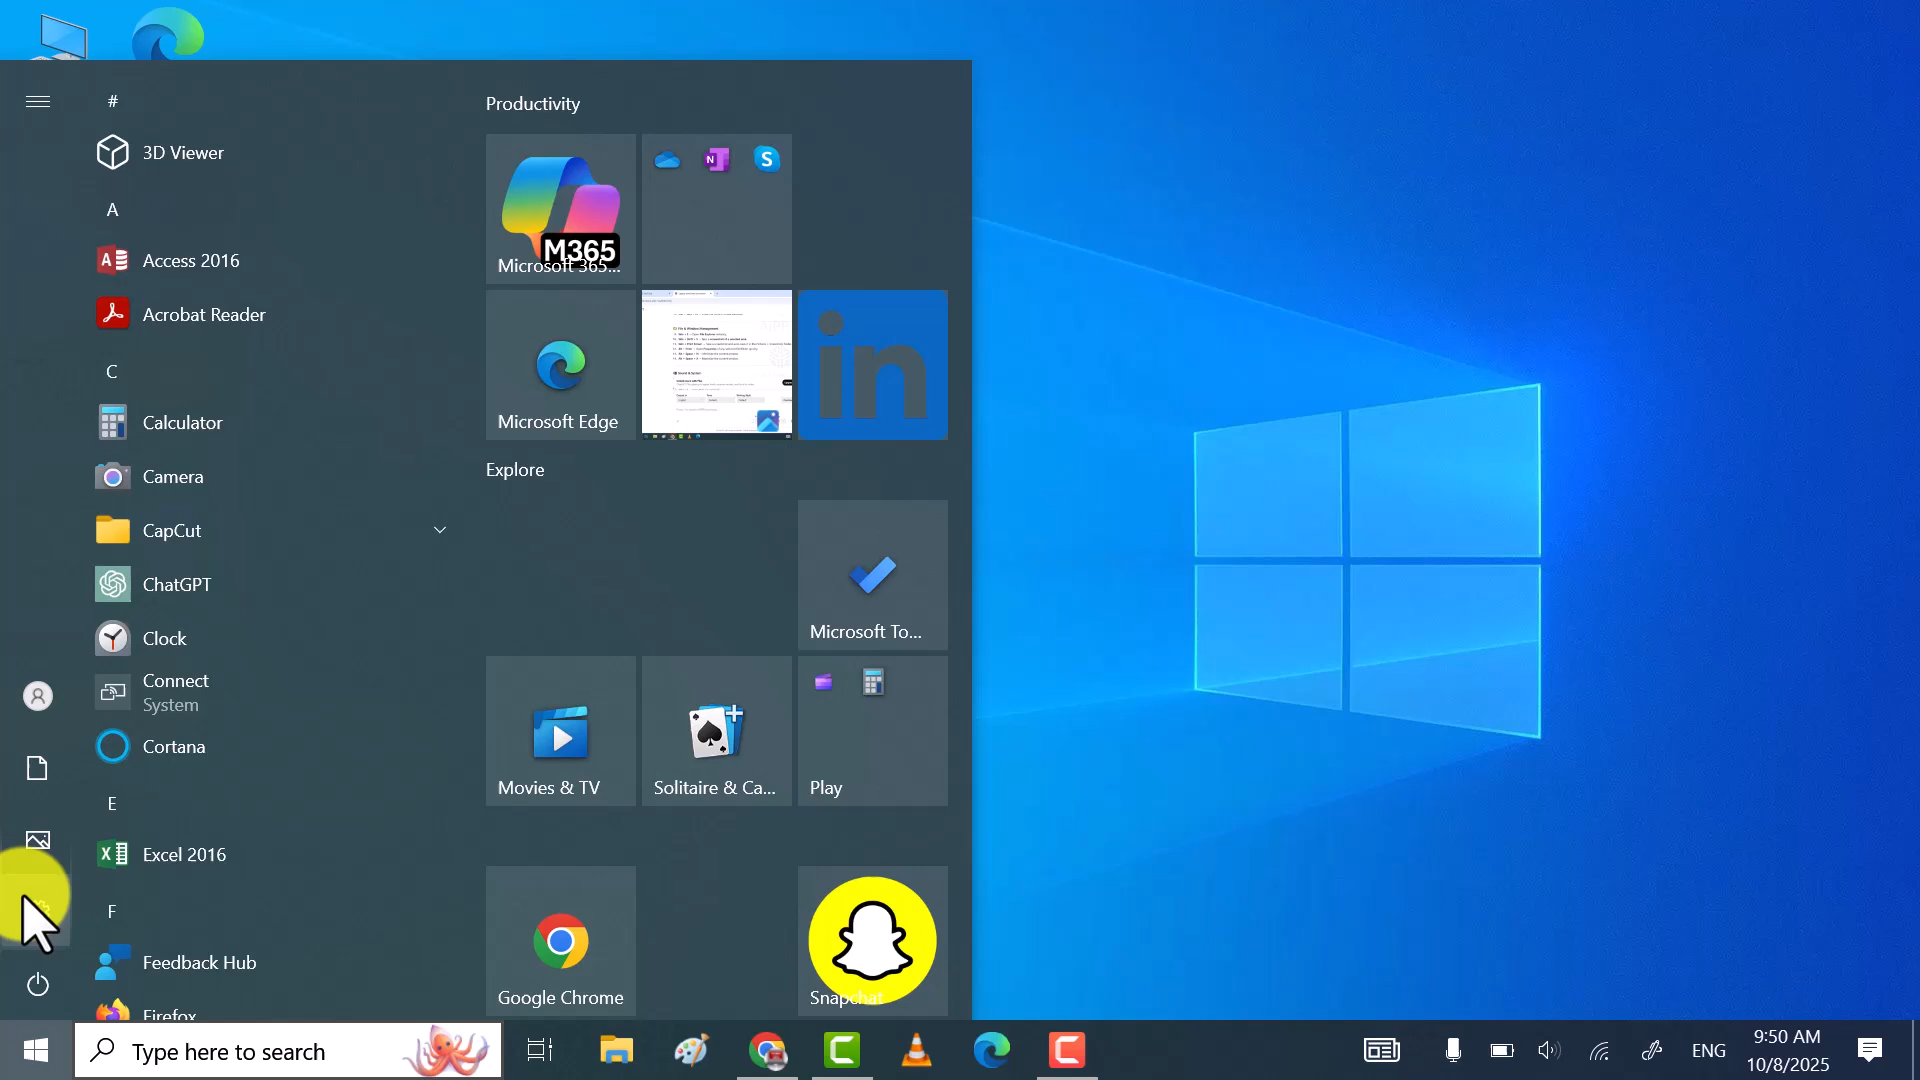 #
3D Viewer
A
Access 2016
Acrobat Reader
C
Calculator
Camera
CapCut
ChatGPT
Clock
Connect
System
Cortana
E
Excel 2016
F
Feedback Hub
Firefox
Productivity
M365
Microsoft 365...
Microsoft Edge
in
Explore
Microsoft To...
Movies & TV
Solitaire & Ca...
Play
Google Chrome
Snapchat
Type here to search
ENG
9:50 AM
10/8/2025